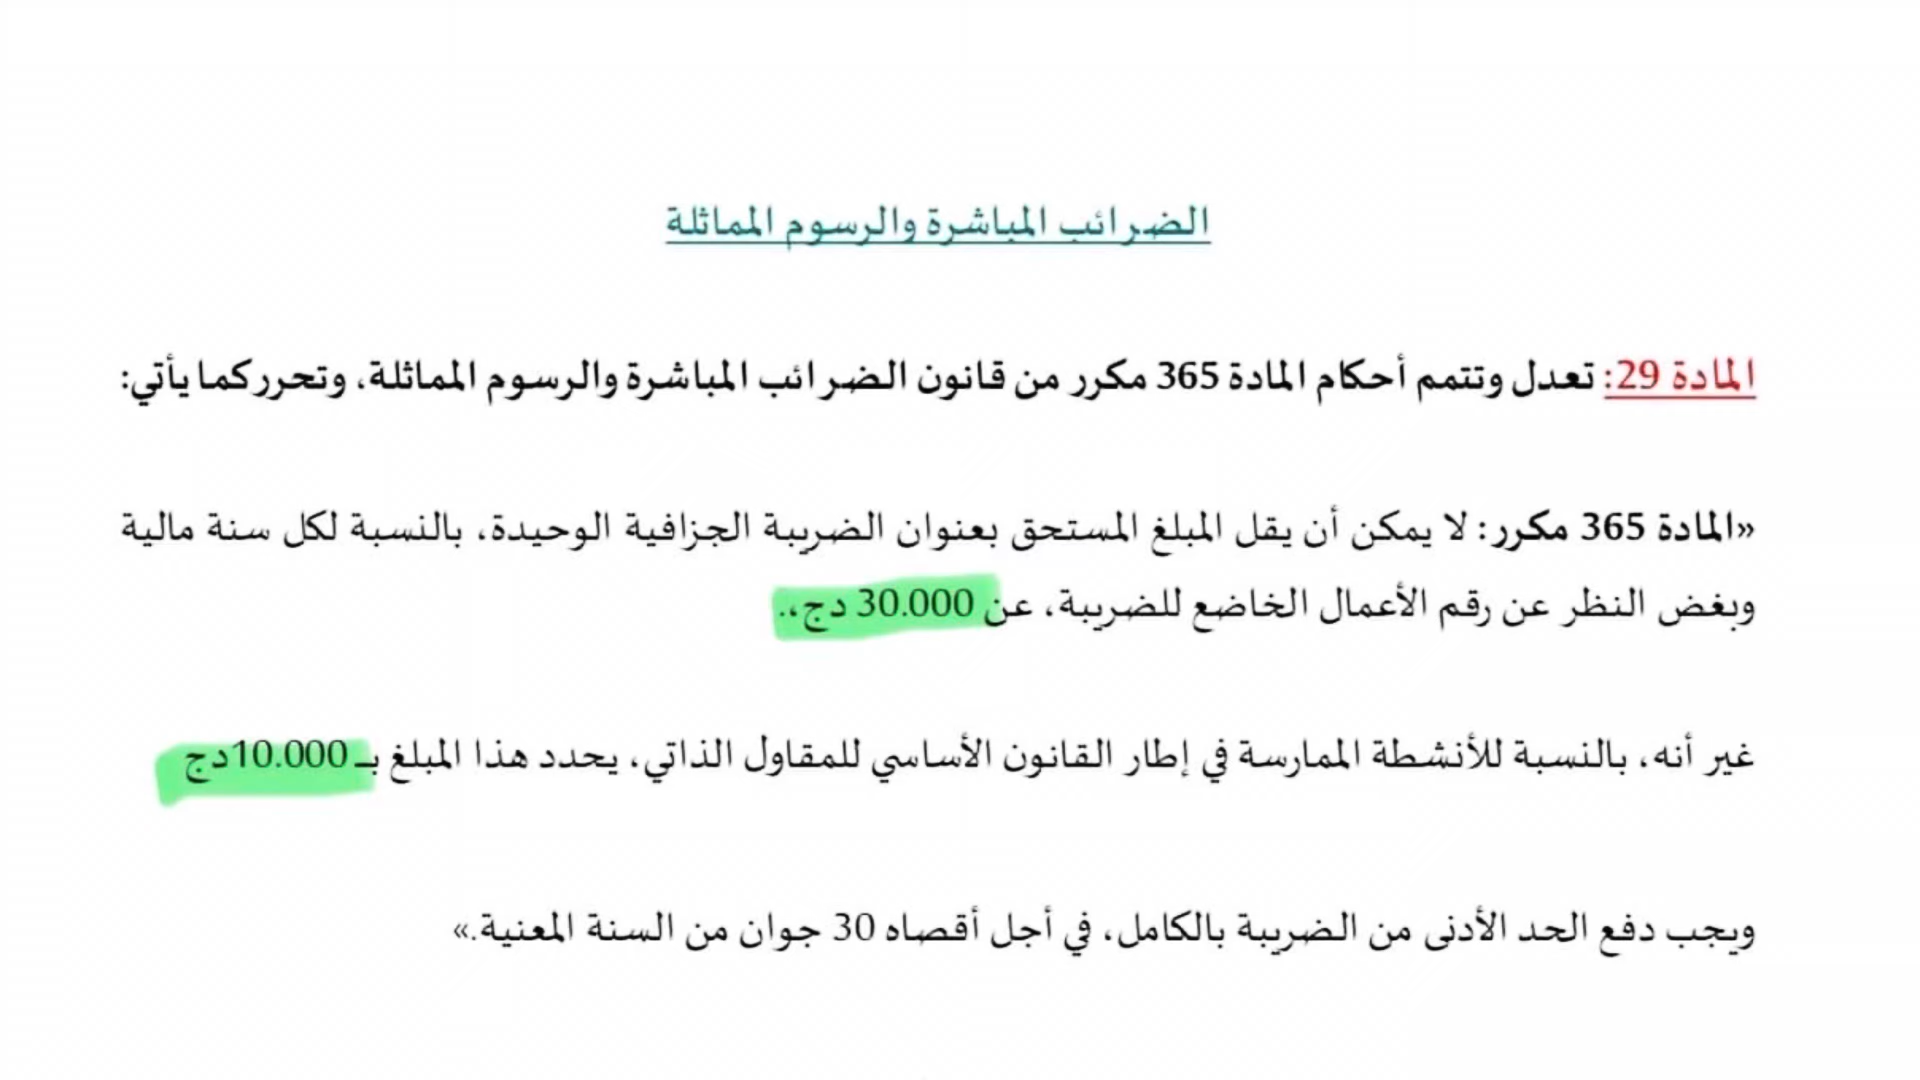 الضرائب المباشرة والرسوم المماثلة
المادة 29: تعدل وتتمم أحكام المادة 365 مكرر من قانون الضرائب المباشرة والرسوم المماثلة، وتحرر كما يأتي:
«المادة 365 مكرر: لا يمكن أن يقل المبلغ المستحق بعنوان الضريبة الجزافية الوحيدة، بالنسبة لكل سنة مالية
وبغض النظر عن رقم الأعمال الخاضع للضريبة، عن 30.000 دج،.
غير أنه، بالنسبة للأنشطة الممارسة في إطار القانون الأساسي للمقاول الذاتي، يحدد هذا المبلغ بـ 10.000دج
ويجب دفع الحد الأدنى من الضريبة بالكامل، في أجل أقصاه 30 جوان من السنة المعنية.»